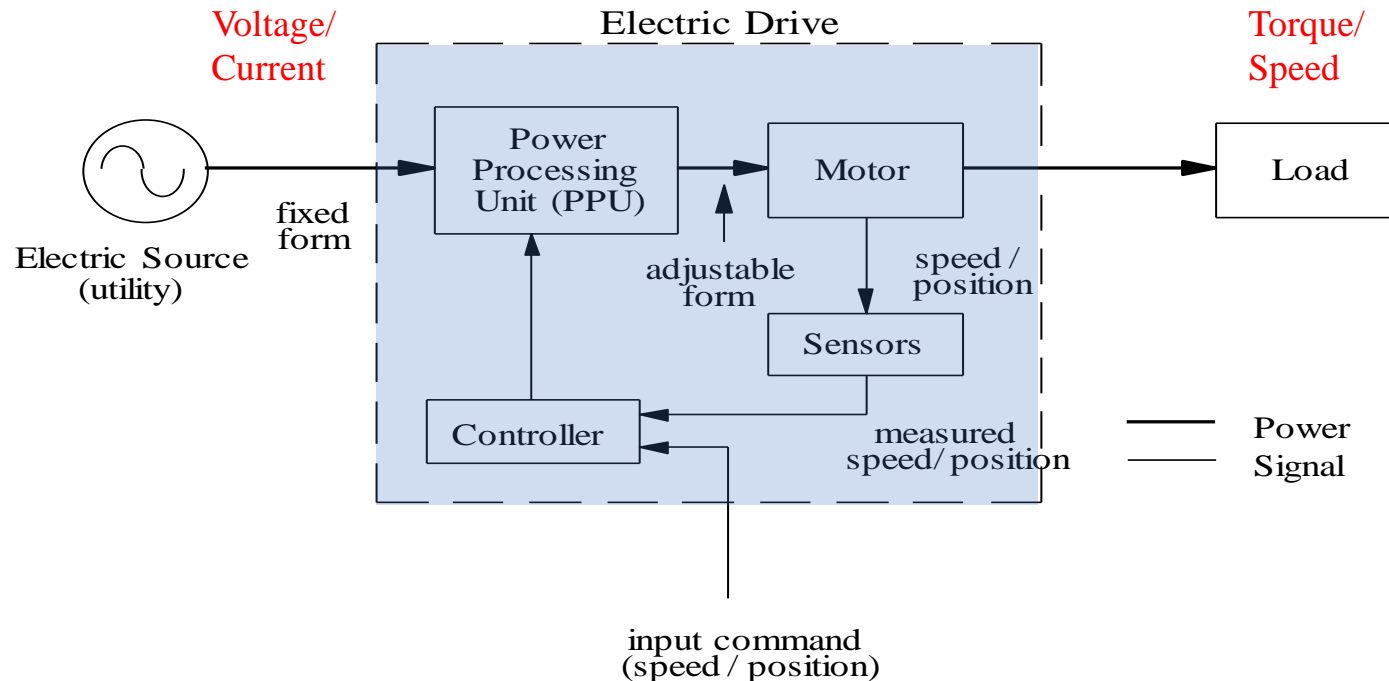 Voltage/
Current
Electric Drive
Torque/
Speed
Power
Processing
Unit (PPU)
Motor
Load
fixed
form
Electric Source
(utility)
adjustable
form
speed /
position
Sensors
Controller
measured
speed/ position
Power
Signal
input command
(speed / position)